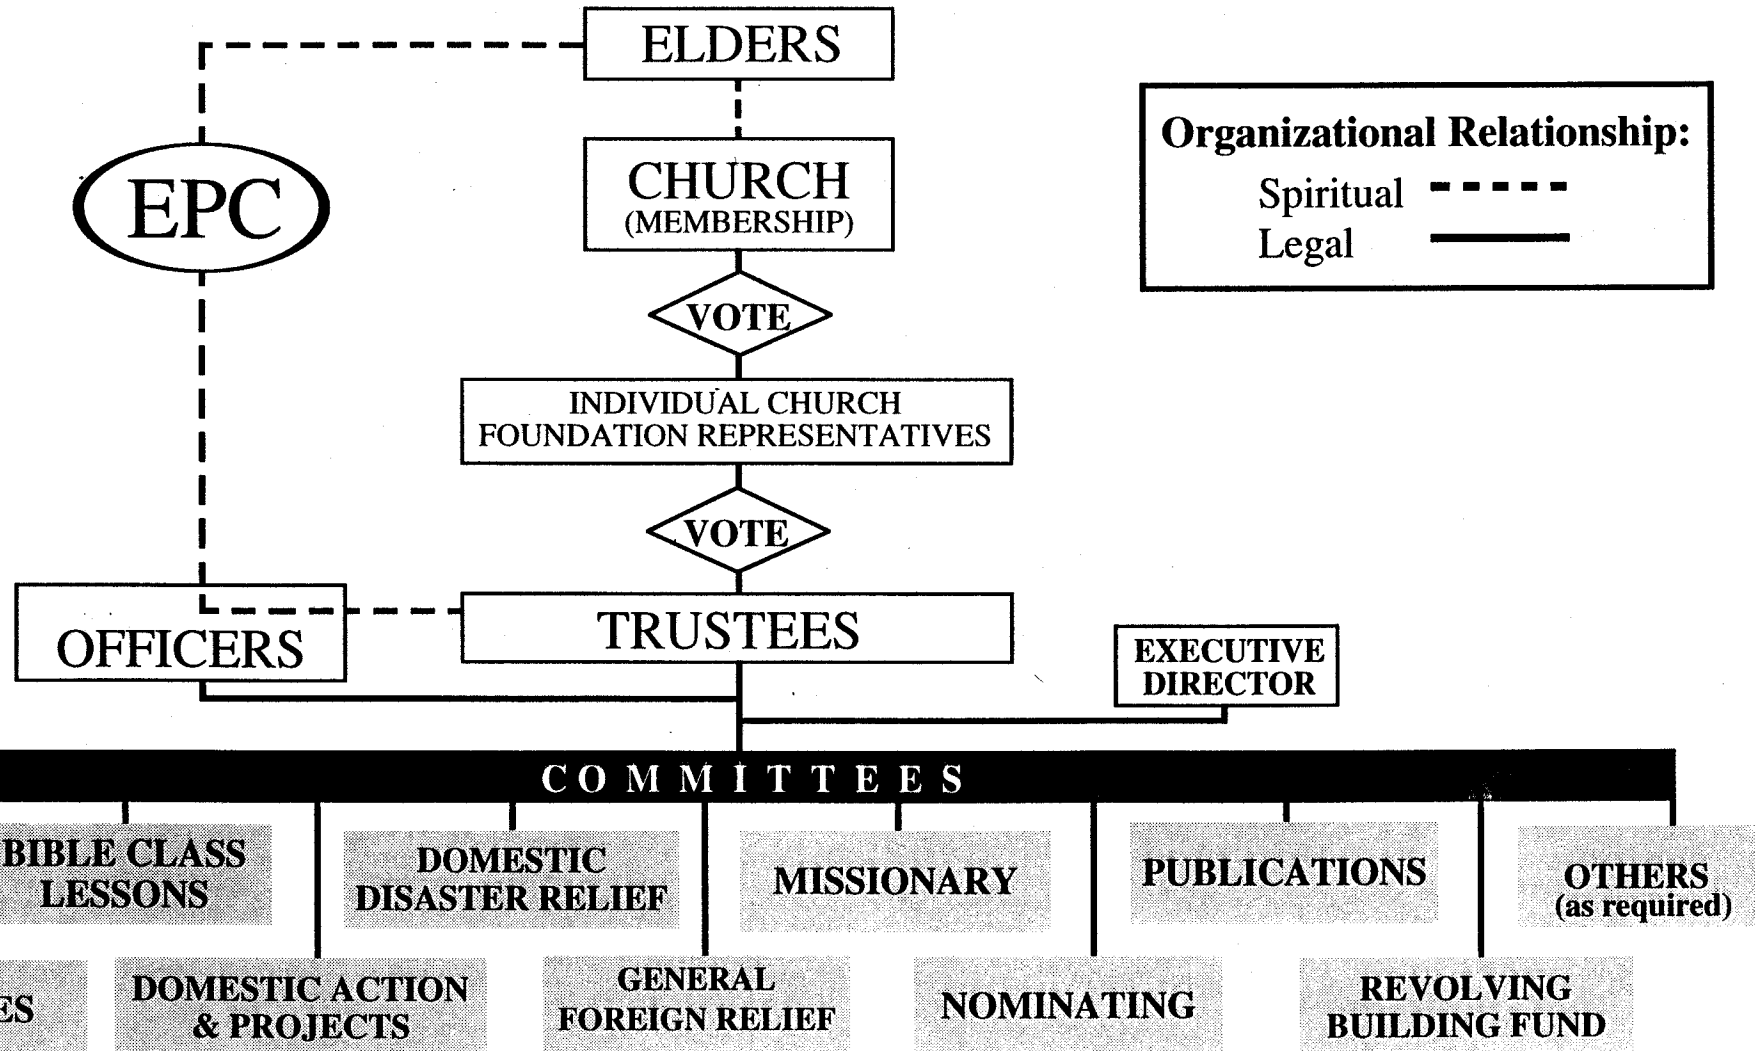 ELDERS
EPC
CHURCH
(MEMBERSHIP)
Organizational Relationship:
Spiritual
Legal
VOTE
INDIVIDUAL CHURCH
FOUNDATION REPRESENTATIVES
VOTE
OFFICERS
TRUSTEES
EXECUTIVE
DIRECTOR
COMMITTEES
BIBLE CLASS
LESSONS
DOMESTIC
DISASTER RELIEF
MISSIONARY
PUBLICATIONS
OTHERS
(as required)
ES
DOMESTIC ACTION
& PROJECTS
GENERAL
FOREIGN RELIEF
NOMINATING
REVOLVING
BUILDING FUND